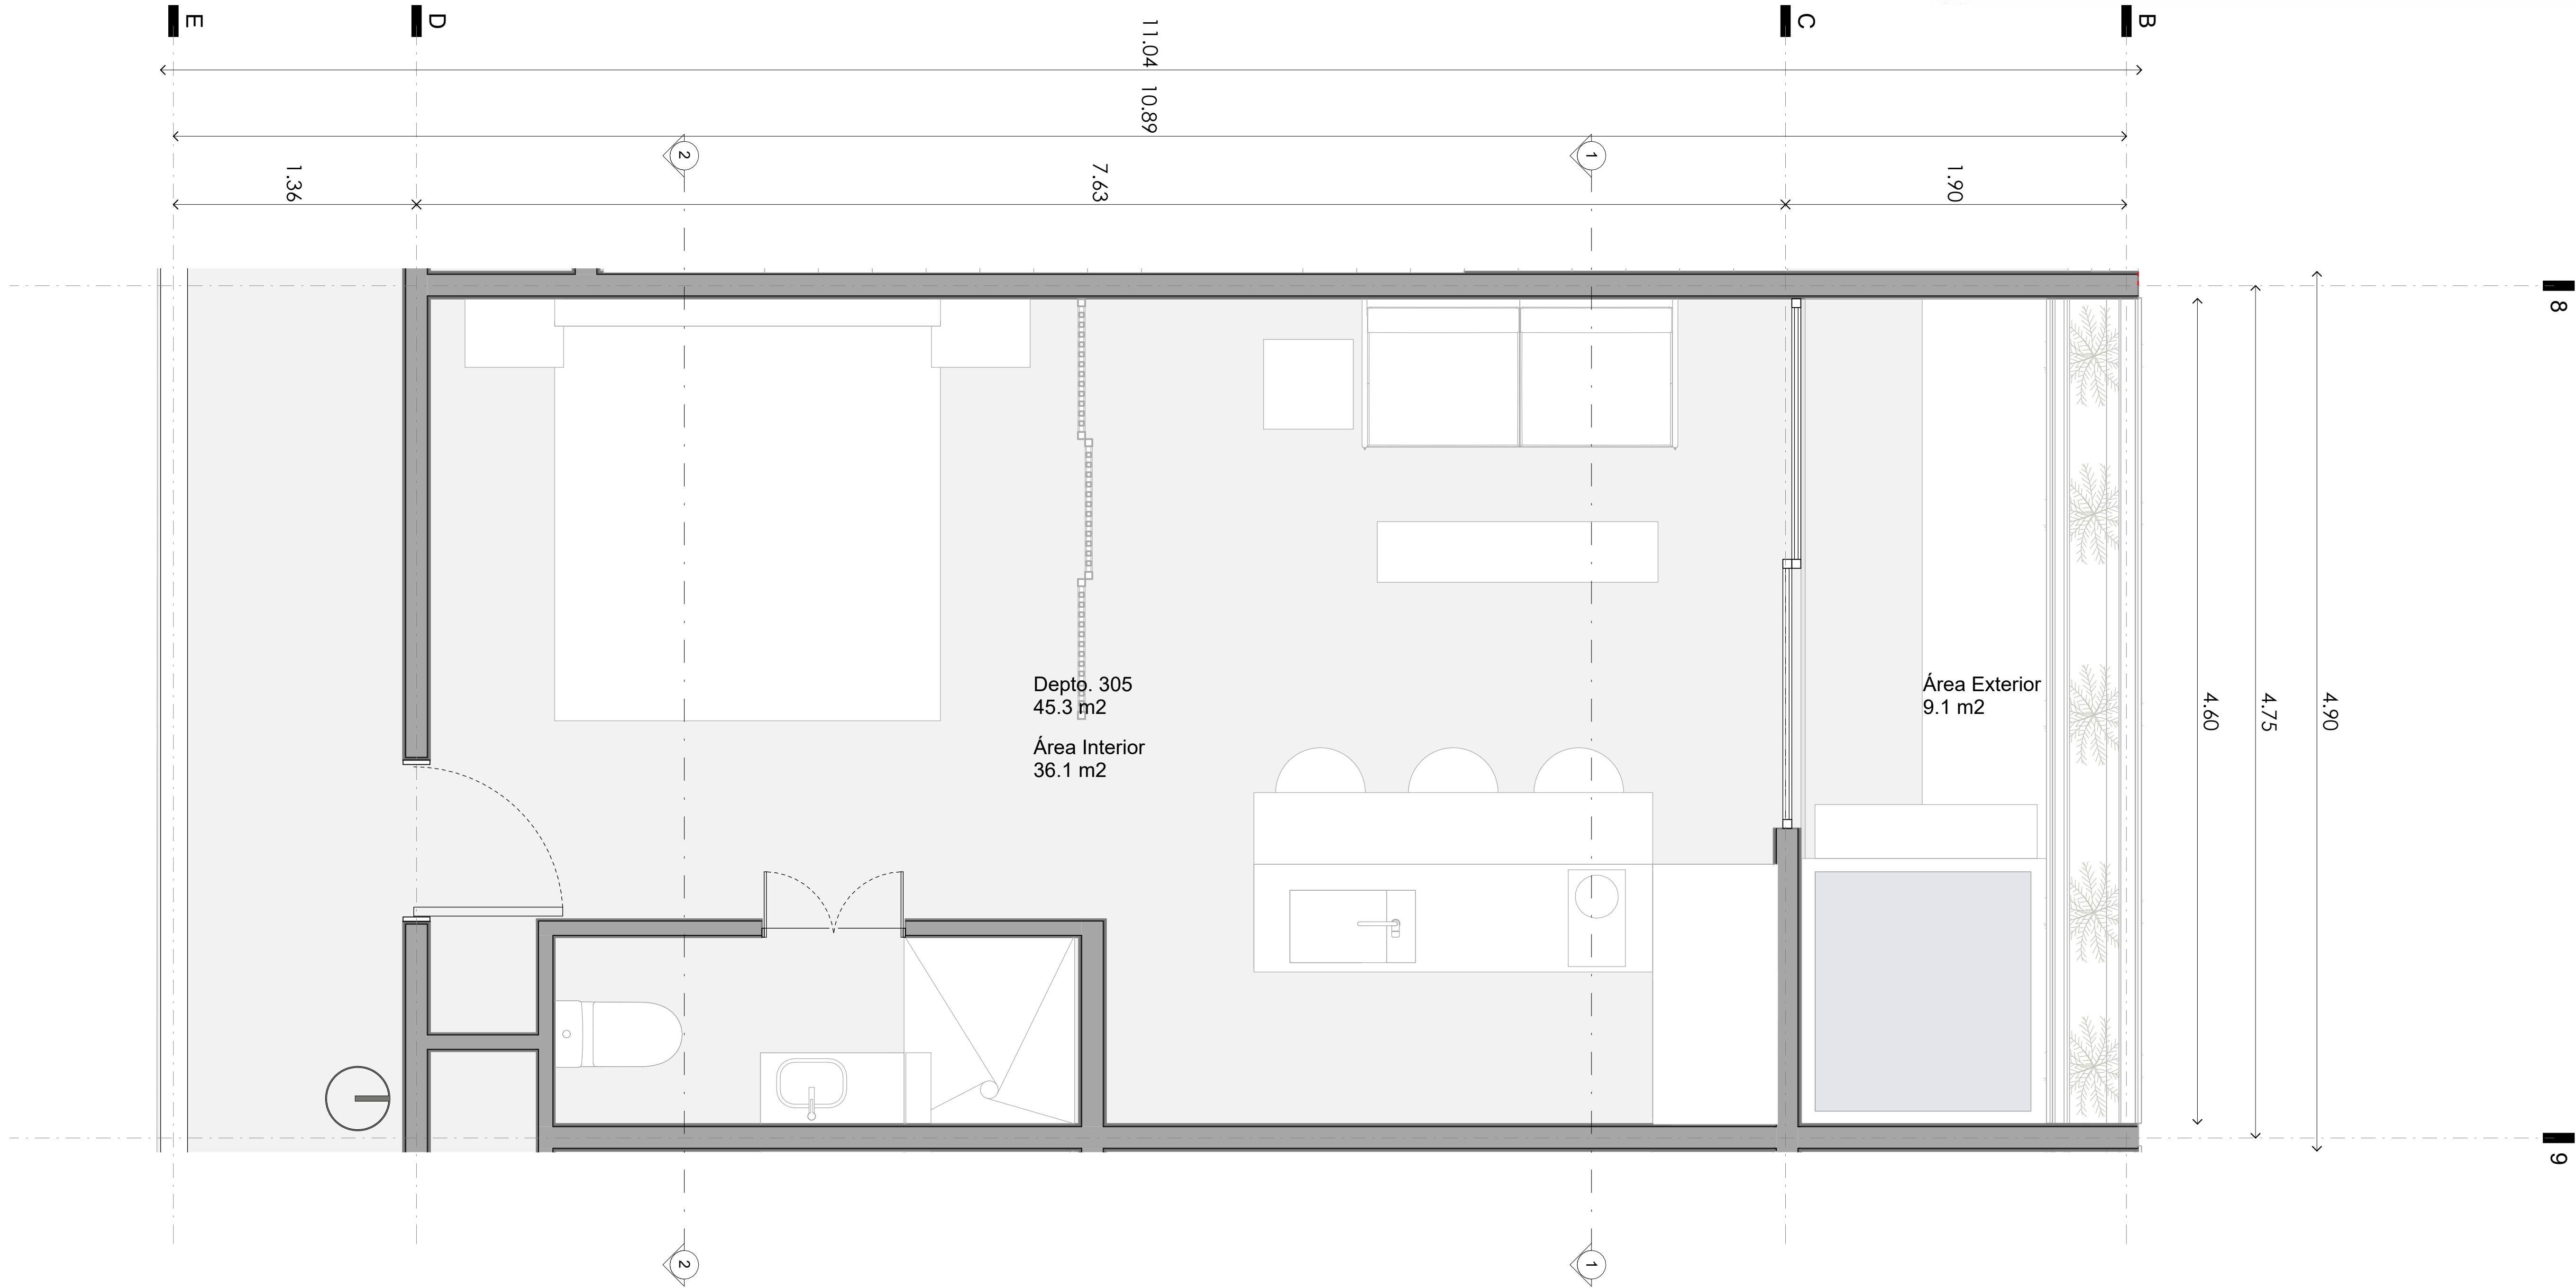 E
D
C
B
11.04
10.89
2
1
1.36
7.63
1.90
8
Depto. 305
45.3 m2
Área Interior
36.1 m2
Área Exterior
9.1 m2
4.60
4.75
4.90
9
2
1